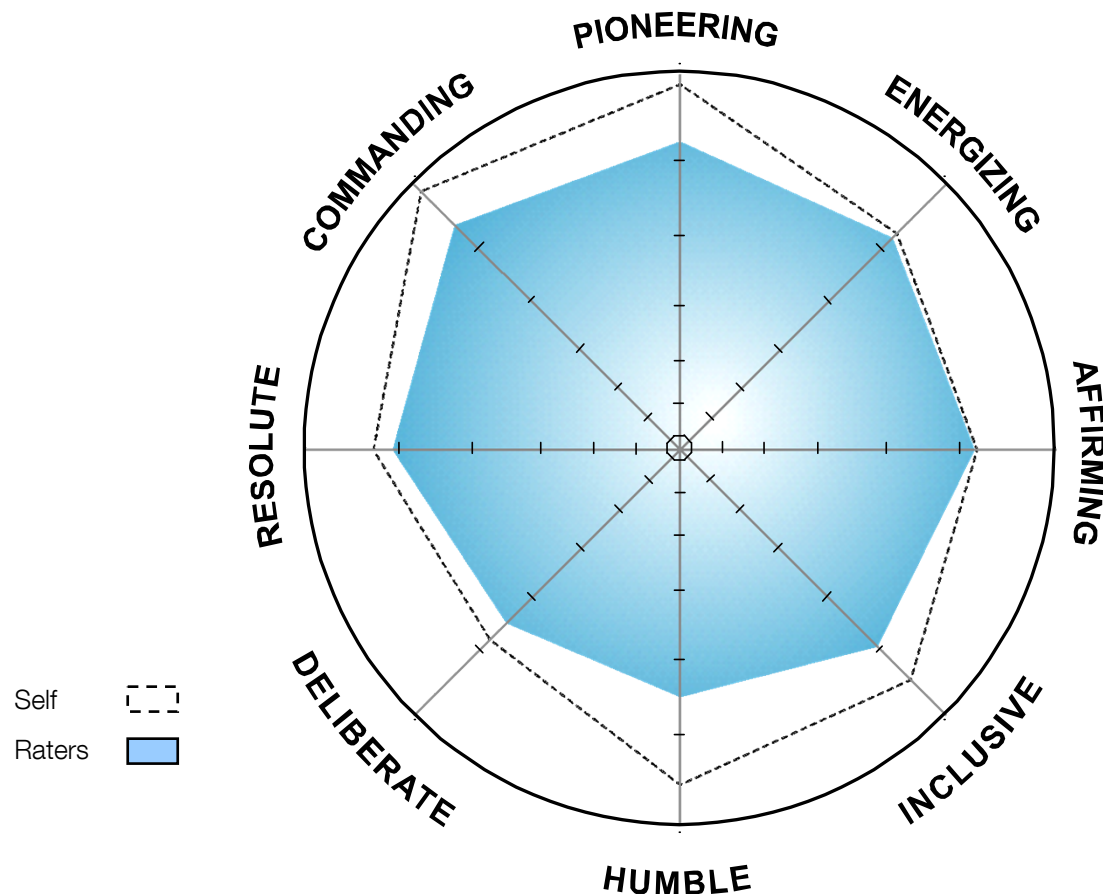 PIONEERING
ENERGIZING
COMMANDING
AFFIRMING
RESOLUTE
INCLUSIVE
DELIBERATE
HUMBLE
Self
Raters